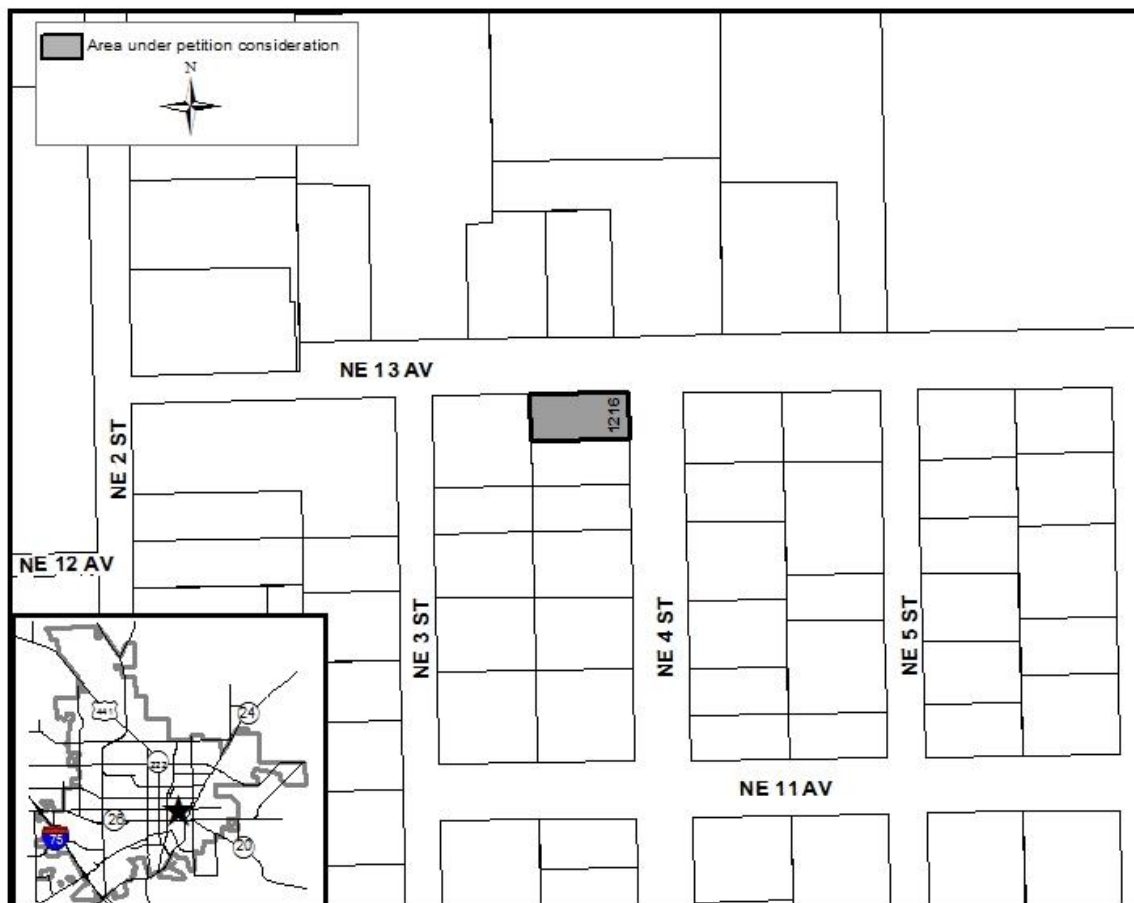 Area under petition consideration
N
NE 13 AV
1216
NE 2 ST
NE 12 AV
NE 3 ST
NE 4 ST
NE 5 ST
NE 11 AV
441
24
222
26
75
20